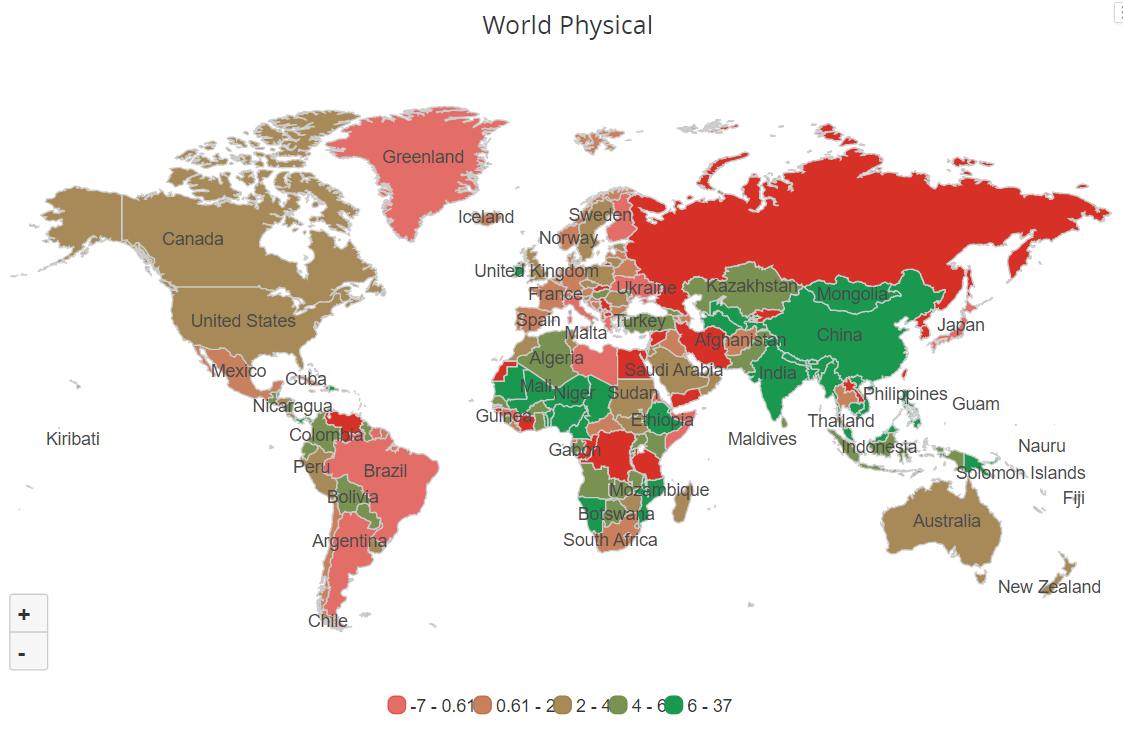 World Physical
Greenland
Iceland
Sweden
Norway
Canada
United Kingdom
Ukraine
Kazakhstan
Mongolia
France
United States
Spain
Malta
Turkey
Japan
China
Afghanistan
Algeria
Saudi Arabia
India
Mexico
Cuba
Mali
Niger
Sudan
Philippines
Guam
Nicaragua
Guinea
Ethiopia
Thailand
Kiribati
Colombia
Gabon
Maldives
Indonesia
Nauru
Peru
Brazil
Solomon Islands
Bolivia
Mozambique
Fiji
Botswana
Australia
Argentina
South Africa
New Zealand
Chile
+
-
-7 - 0.61 0.61 - 2 2 - 4 4 - 6 6 - 37